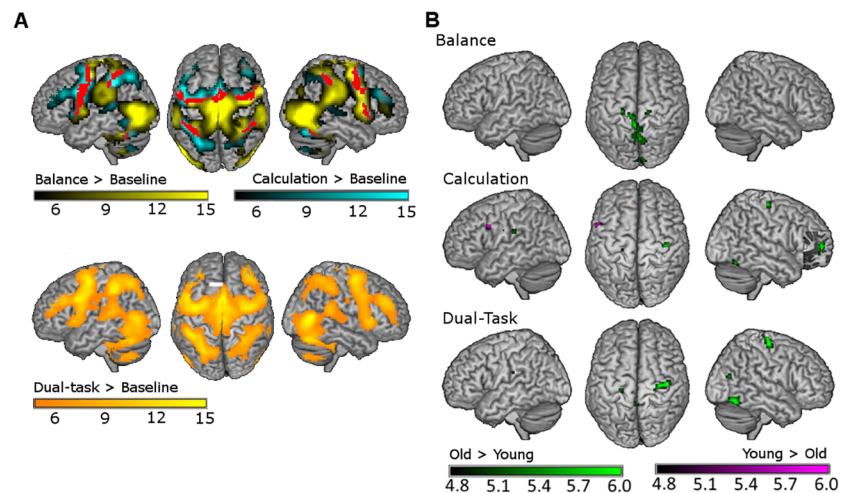 A
Balance > Baseline
6 9 12 15
Calculation > Baseline
6 9 12 15
Dual-task > Baseline
6 9 12 15
B
Balance
Calculation
Dual-Task
Old > Young
4.8 5.1 5.4 5.7 6.0
Young > Old
4.8 5.1 5.4 5.7 6.0